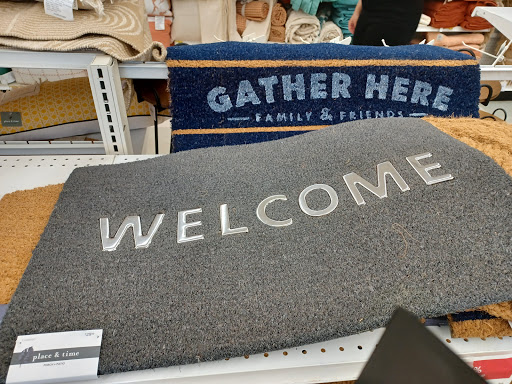 GATHER HERE
FAMILY & FRIENDS
WELCOME
place & time